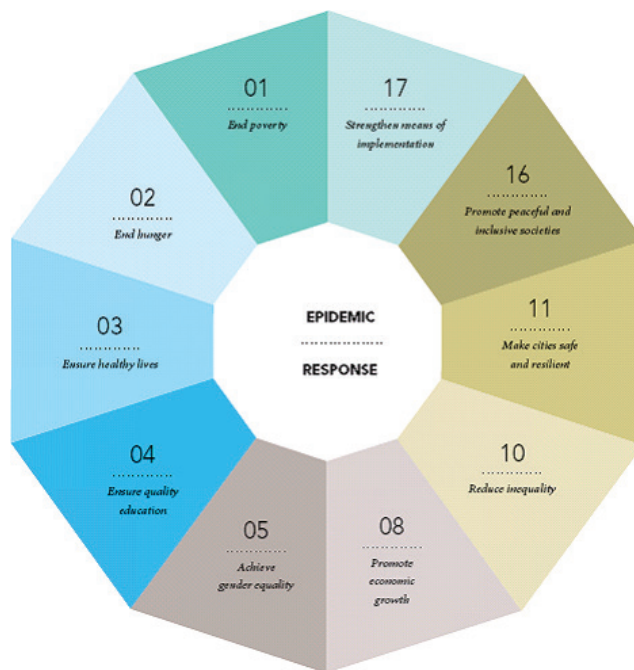 01
End poverty
17
Strengthen means of
implementation
16
Promote peaceful and
inclusive societies
11
Make cities safe
and resilient
10
Reduce inequality
08
Promote
economic
growth
05
Achieve
gender equality
04
Ensure quality
education
03
Ensure healthy lives
02
End hunger
EPIDEMIC
RESPONSE